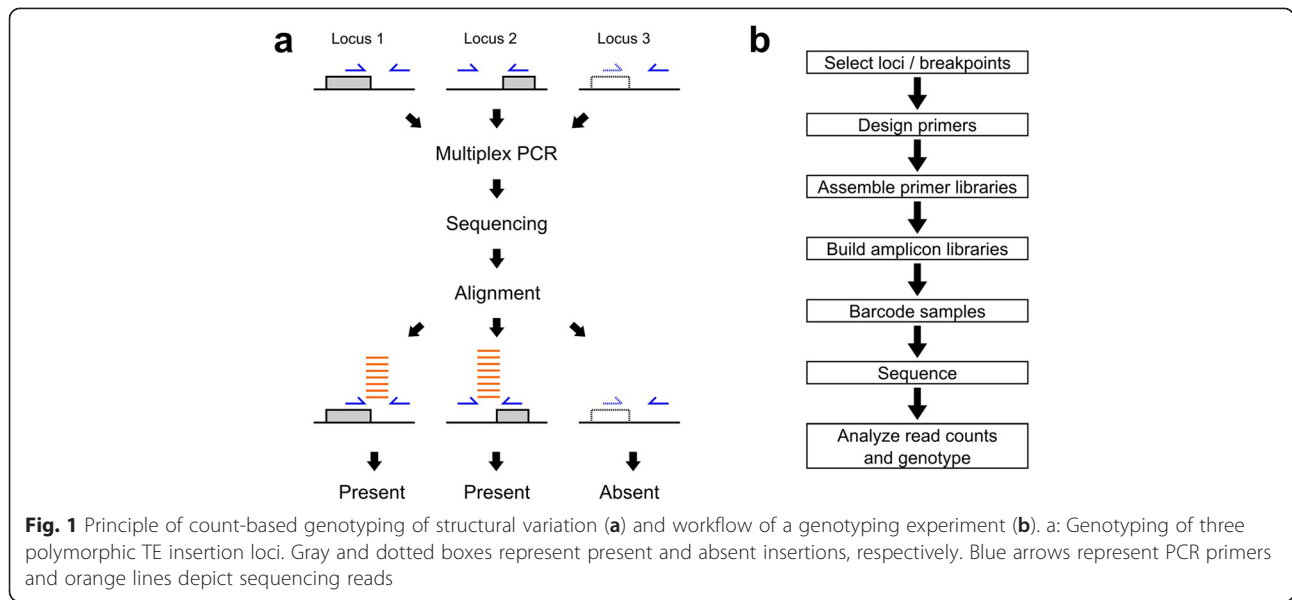 a
Locus 1
Locus 2
Locus 3
Multiplex PCR
Sequencing
Alignment
Present
Present
Absent
b
Select loci / breakpoints
Design primers
Assemble primer libraries
Build amplicon libraries
Barcode samples
Sequence
Analyze read counts
and genotype
Fig. 1 Principle of count-based genotyping of structural variation (a) and workflow of a genotyping experiment (b). a: Genotyping of three
polymorphic TE insertion loci. Gray and dotted boxes represent present and absent insertions, respectively. Blue arrows represent PCR primers
and orange lines depict sequencing reads